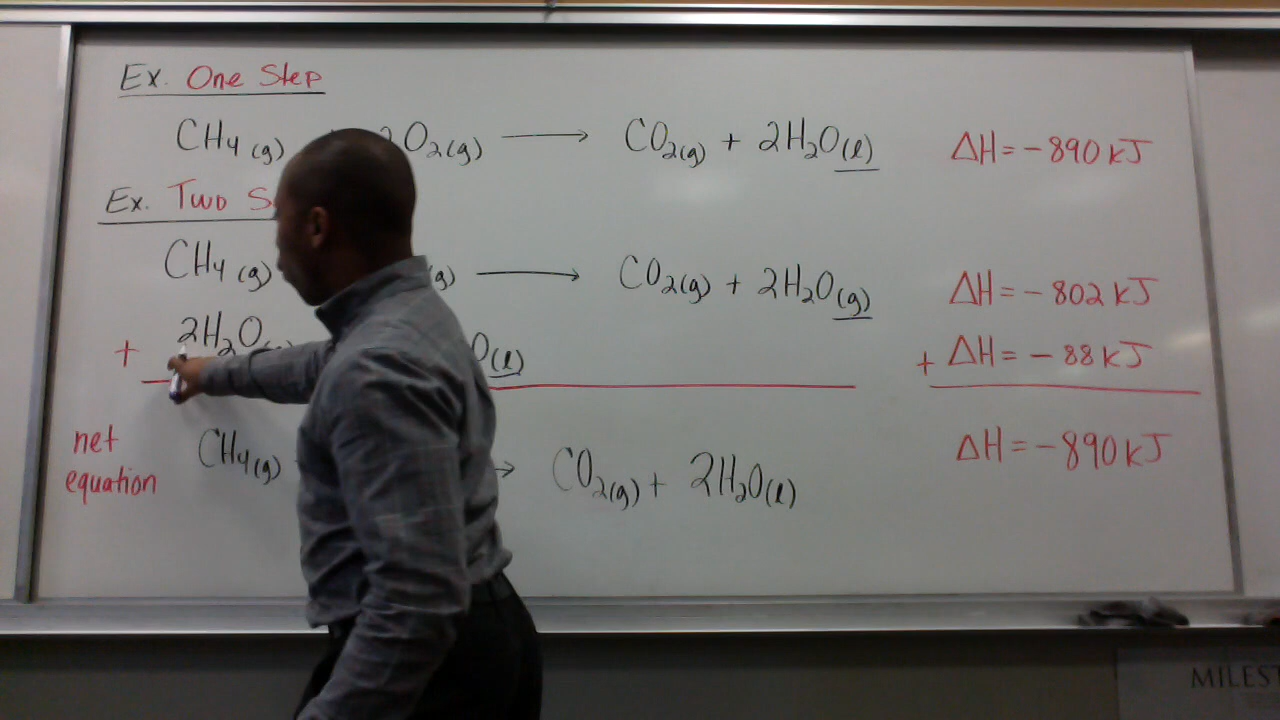 Ex. One Step
CH4(g) 2O2(g) → CO2(g) + 2H2O(l) ΔH = -890 kJ
Ex. Two S
CH4(g) (g) → CO2(g) + 2H2O(g) ΔH = -802 kJ
+ 2H2O O(l) + ΔH = -88 kJ
net
equation
CH4(g) → CO2(g) + 2H2O(l) ΔH = -890 kJ
MILEST